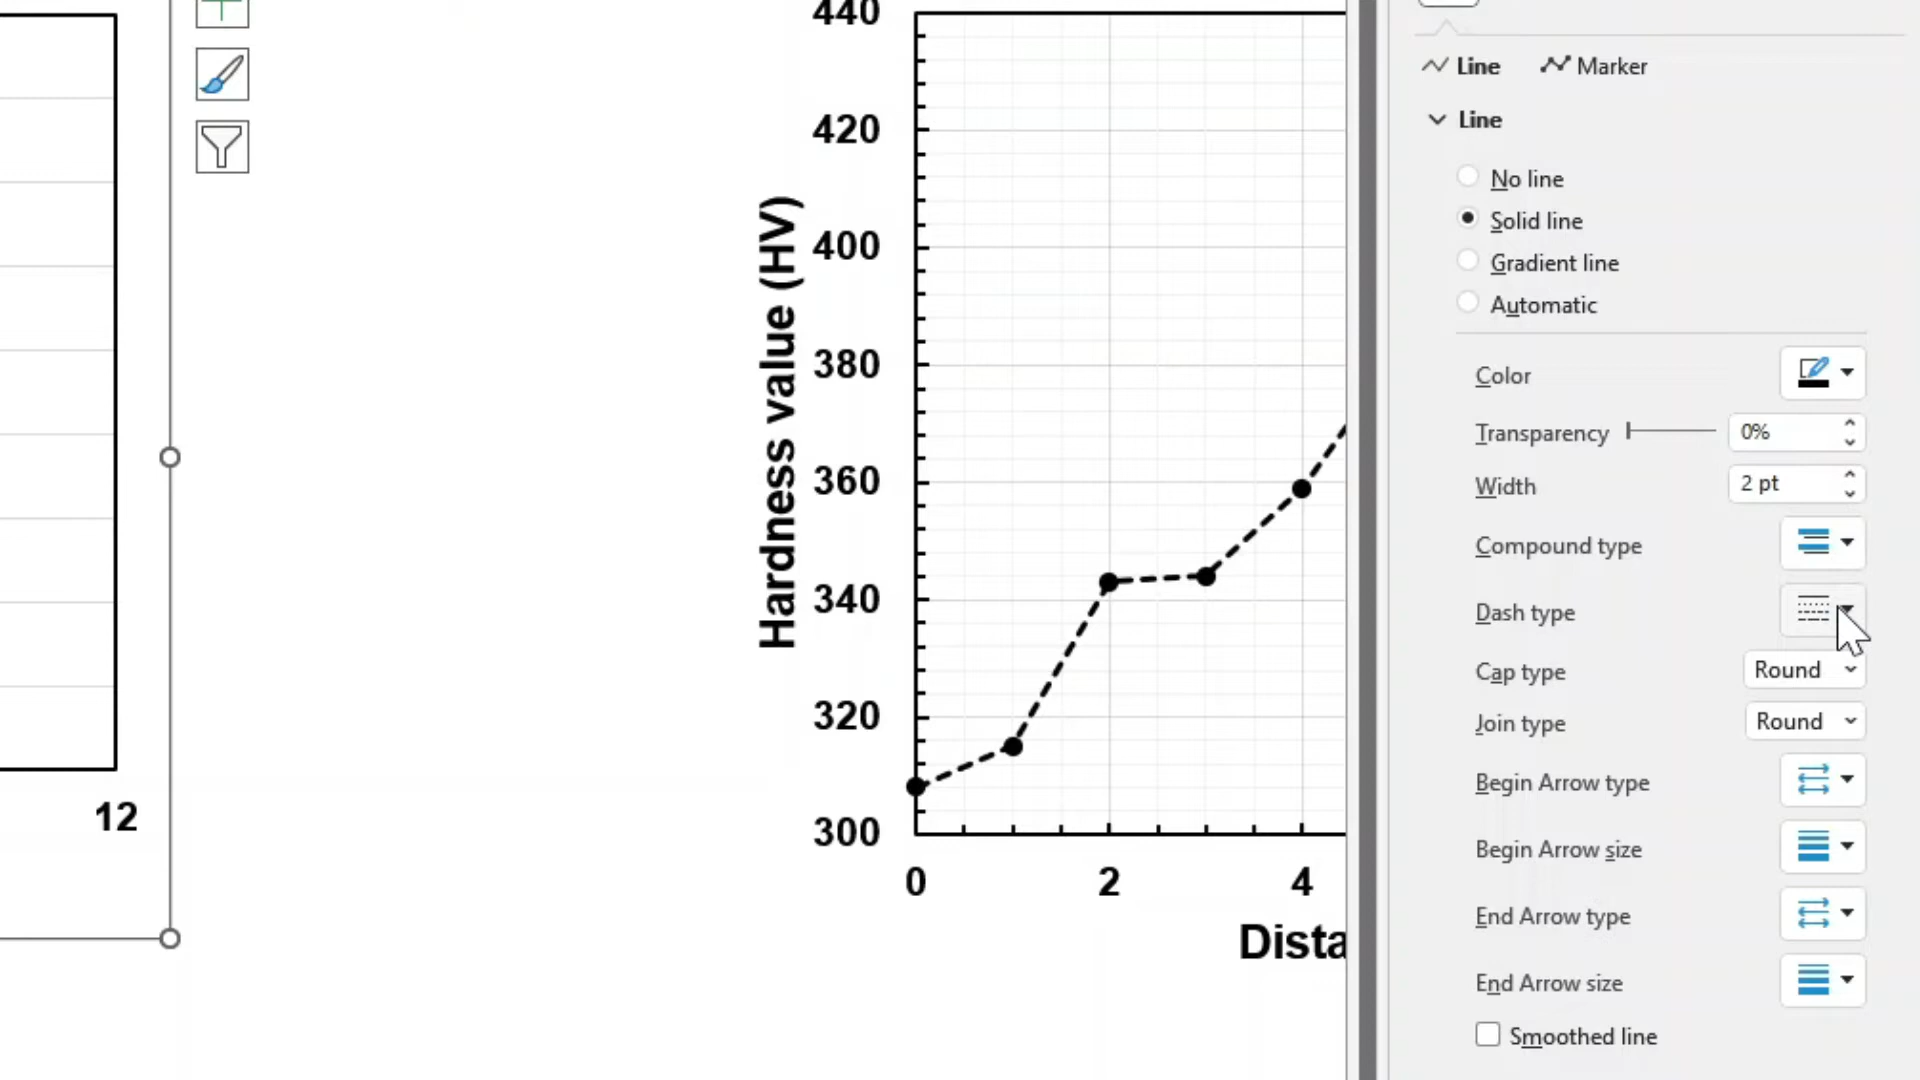 12
440
420
400
380
360
340
320
300
Hardness value (HV)
0 2 4
Dista
Line Marker
Line
No line
Solid line
Gradient line
Automatic
Color
Transparency 0%
Width 2 pt
Compound type
Dash type
Cap type Round
Join type Round
Begin Arrow type
Begin Arrow size
End Arrow type
End Arrow size
Smoothed line